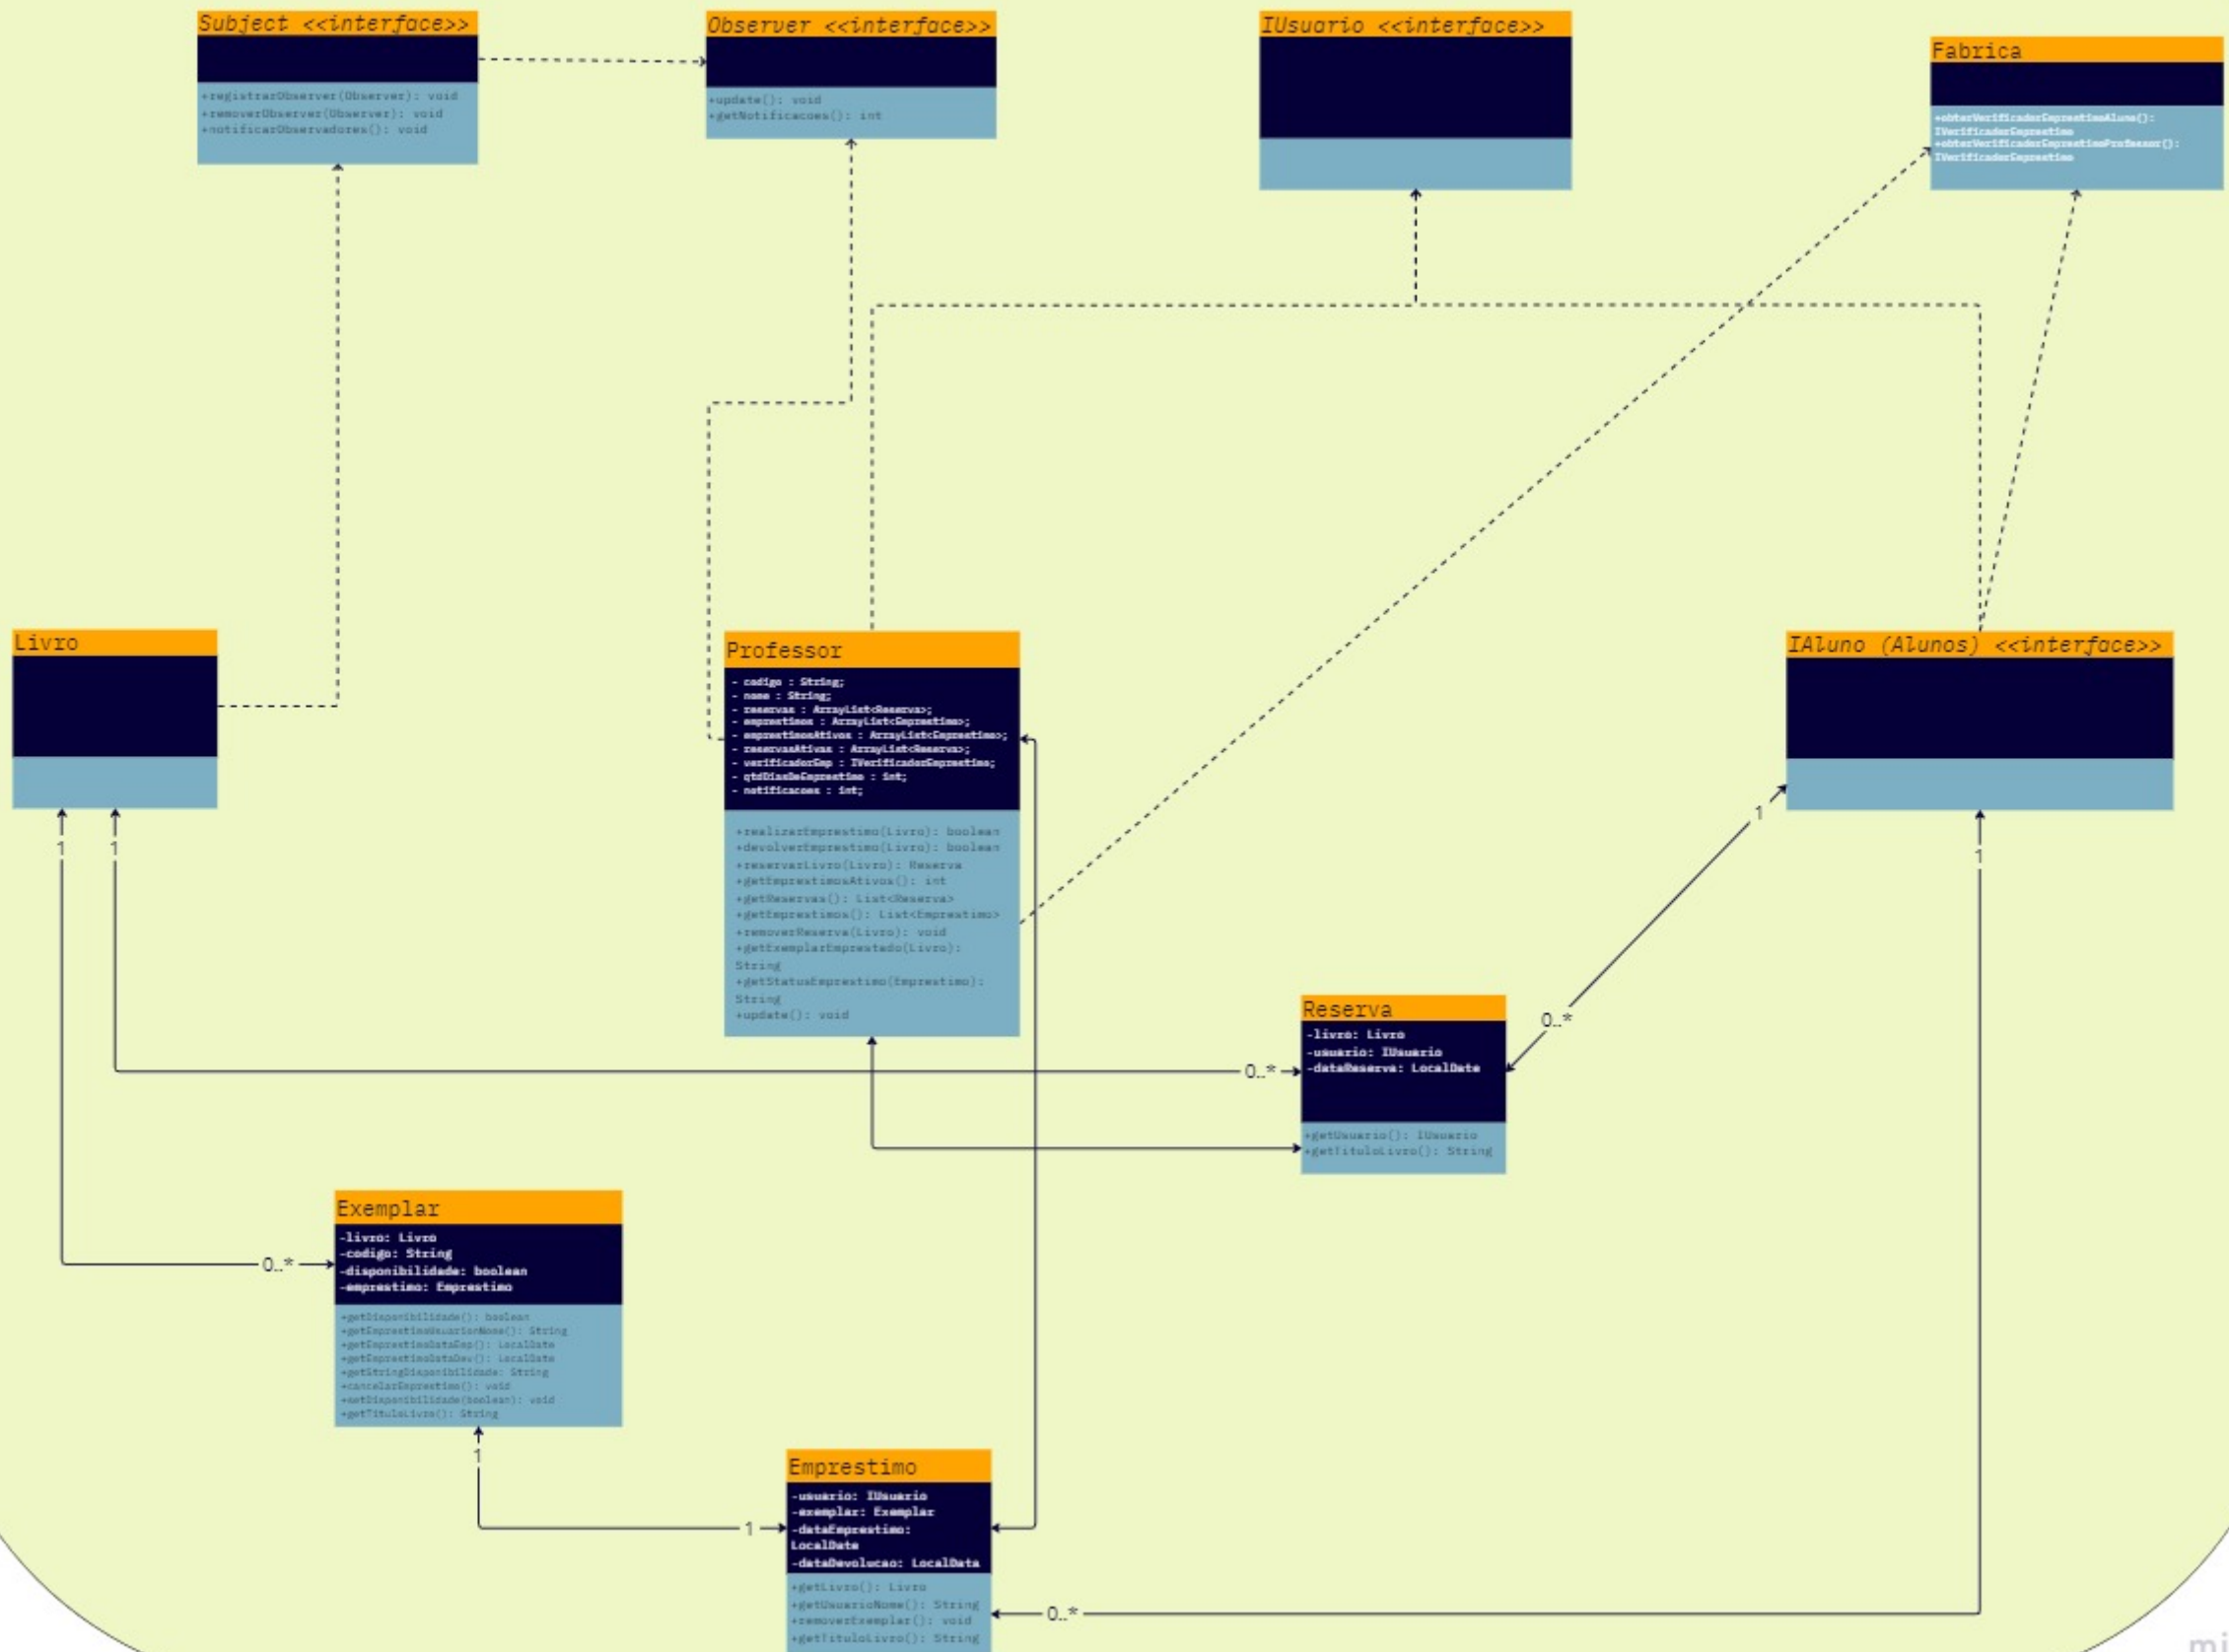 Subject <<interface>>
+registrarObserver(Observer): void
+removerObserver(Observer): void
+notificarObservadores(): void
Observer <<interface>>
+update(): void
+getNotificacoes(): int
IUsuario <<interface>>
Fabrica
+obterVerificadorEmprestimoAluno():
IVerificadorEmprestimo
+obterVerificadorEmprestimoProfessor():
IVerificadorEmprestimo
Livro
1
1
Professor
- codigo : String;
- nome : String;
- reservas : ArrayList<Reserva>;
- emprestimos : ArrayList<Emprestimo>;
- emprestimosAtivos : ArrayList<Emprestimo>;
- reservasAtivas : ArrayList<Reserva>;
- verificadorEmp : IVerificadorEmprestimo;
- qtdDiasDeEmprestimo : int;
- notificacoes : int;
+realizarEmprestimo(Livro): boolean
+devolverEmprestimo(Livro): boolean
+reservarLivro(Livro): Reserva
+getEmprestimosAtivos(): int
+getReservas(): List<Reserva>
+getEmprestimos(): List<Emprestimo>
+removerReserva(Livro): void
+getExemplarEmprestado(Livro):
String
+getStatusEmprestimo(Emprestimo):
String
+update(): void
IAluno (Alunos) <<interface>>
1
1
0..*
0..*
Reserva
-livro: Livro
-usuario: IUsuario
-dataReserva: LocalDate
+getUsuario(): IUsuario
+getTituloLivro(): String
0..*
Exemplar
-livro: Livro
-codigo: String
-disponibilidade: boolean
-emprestimo: Emprestimo
+getDisponibilidade(): boolean
+getEmprestimoUsuarionNome(): String
+getEmprestimoDataEmp(): LocalDate
+getEmprestimoDataDev(): LocalDate
+getStringDisponibilidade: String
+cancelarEmprestimo(): void
+setDisponibilidade(boolean): void
+getTituloLivro(): String
1
1
Emprestimo
-usuario: IUsuario
-exemplar: Exemplar
-dataEmprestimo:
LocalDate
-dataDevolucao: LocalData
+getLivro(): Livro
+getUsuarioNome(): String
+removerExemplar(): void
+getTituloLivro(): String
0..*
mi